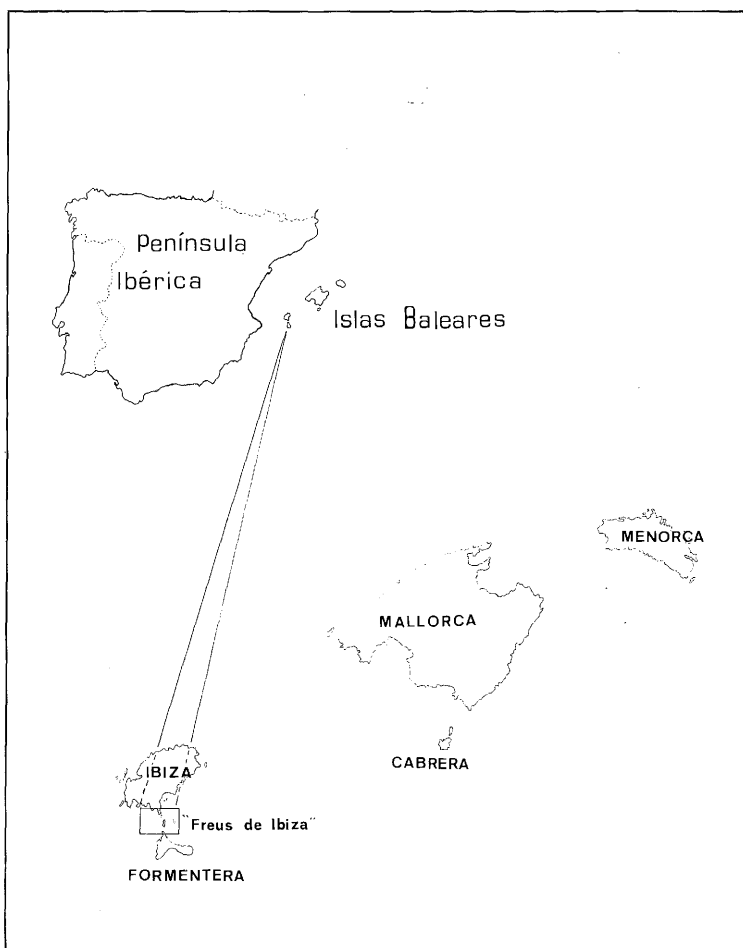 Península
Ibérica
Islas Baleares
MENORCA
MALLORCA
CABRERA
IBIZA
"Freus de Ibiza"
FORMENTERA